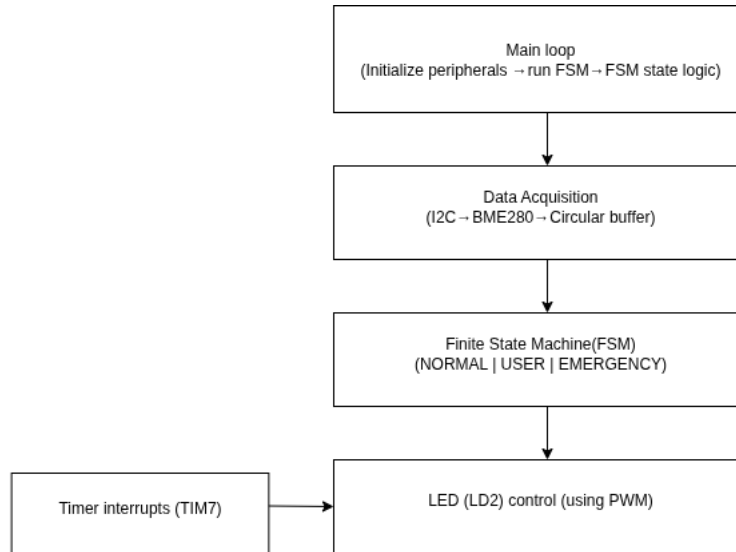 Main loop
(Initialize peripherals →run FSM→FSM state logic)
Data Acquisition
(I2C→BME280→Circular buffer)
Finite State Machine(FSM)
(NORMAL | USER | EMERGENCY)
Timer interrupts (TIM7)
LED (LD2) control (using PWM)